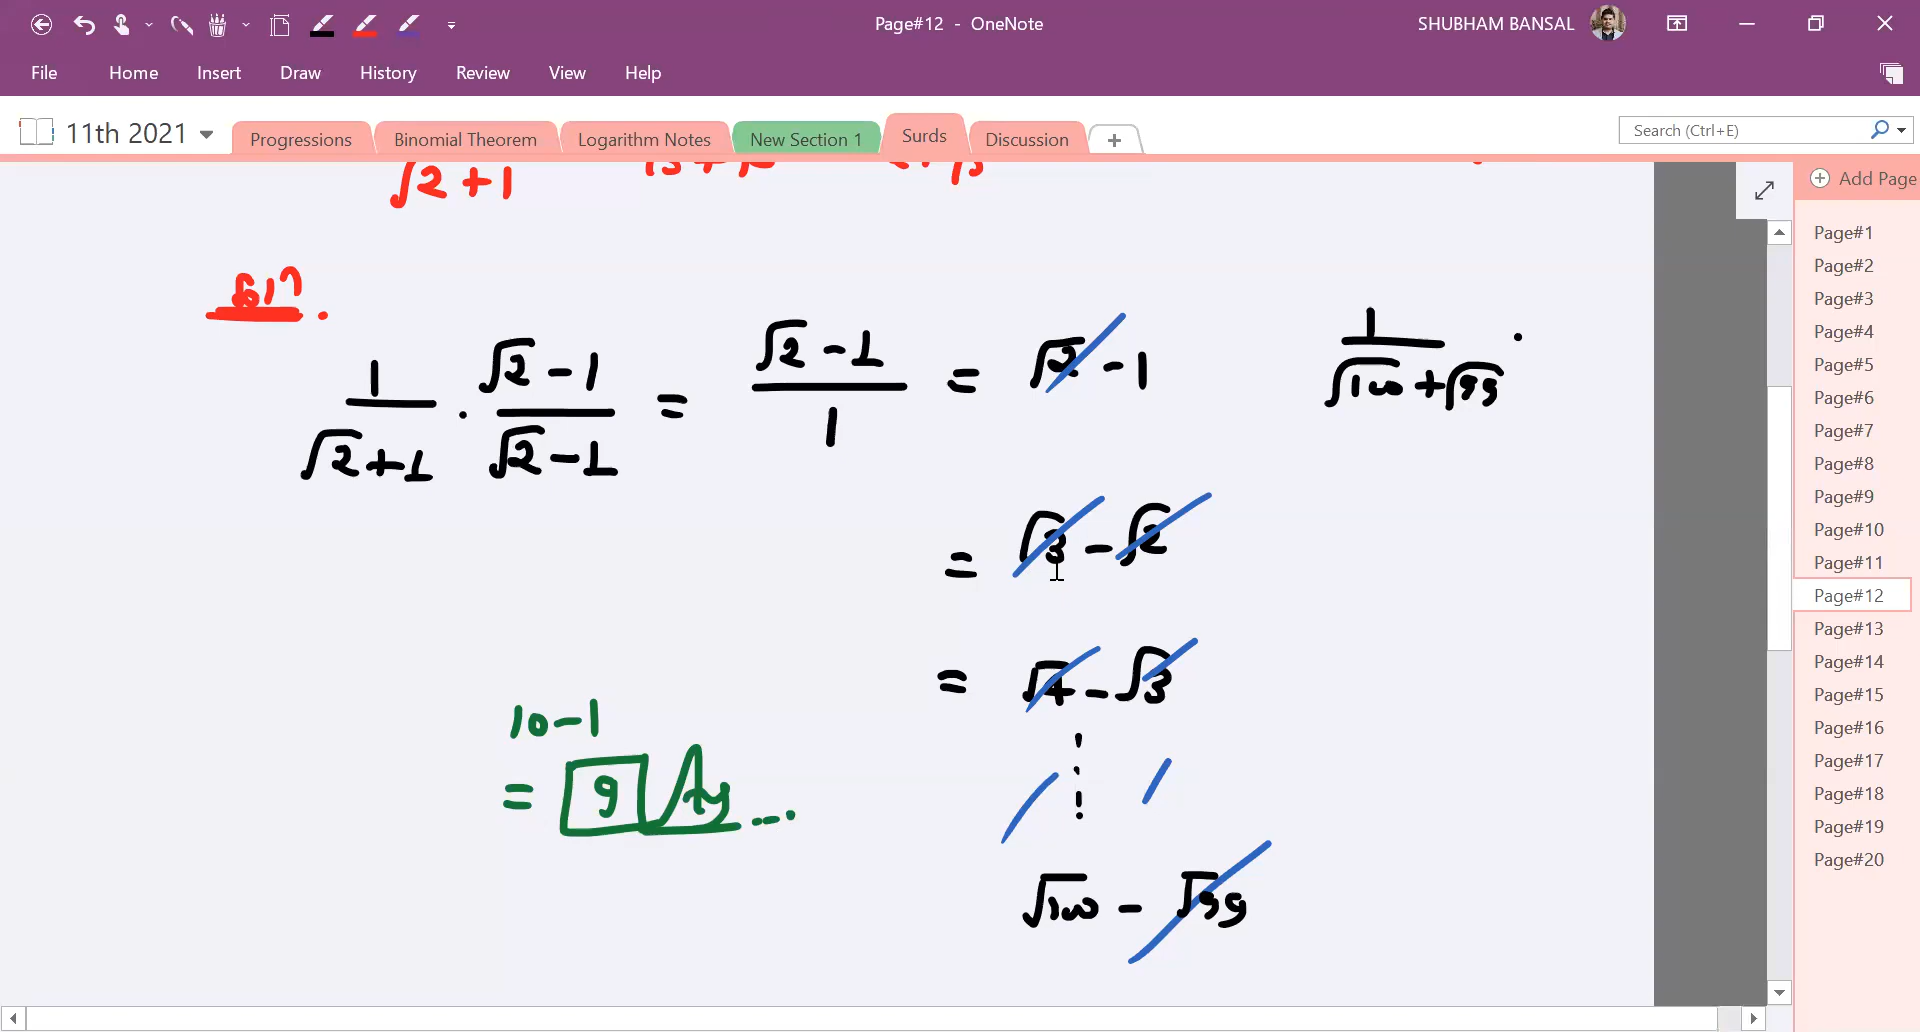 Page#12 - OneNote
SHUBHAM BANSAL
File Home Insert Draw History Review View Help
11th 2021
Progressions Binomial Theorem Logarithm Notes New Section 1 Surds Discussion +
Search (Ctrl+E)
√2 + 1
Add Page
Page#1
Page#2
Page#3
Page#4
Page#5
Page#6
Page#7
Page#8
Page#9
Page#10
Page#11
Page#12
Page#13
Page#14
Page#15
Page#16
Page#17
Page#18
Page#19
Page#20
1/(√2+1) · (√2-1)/(√2-1) = (√2-1)/1 = √2 - 1
1/(√100+√99) .
= √3 - √2
= √4 - √3
⋮
√100 - √99
10-1
= 9